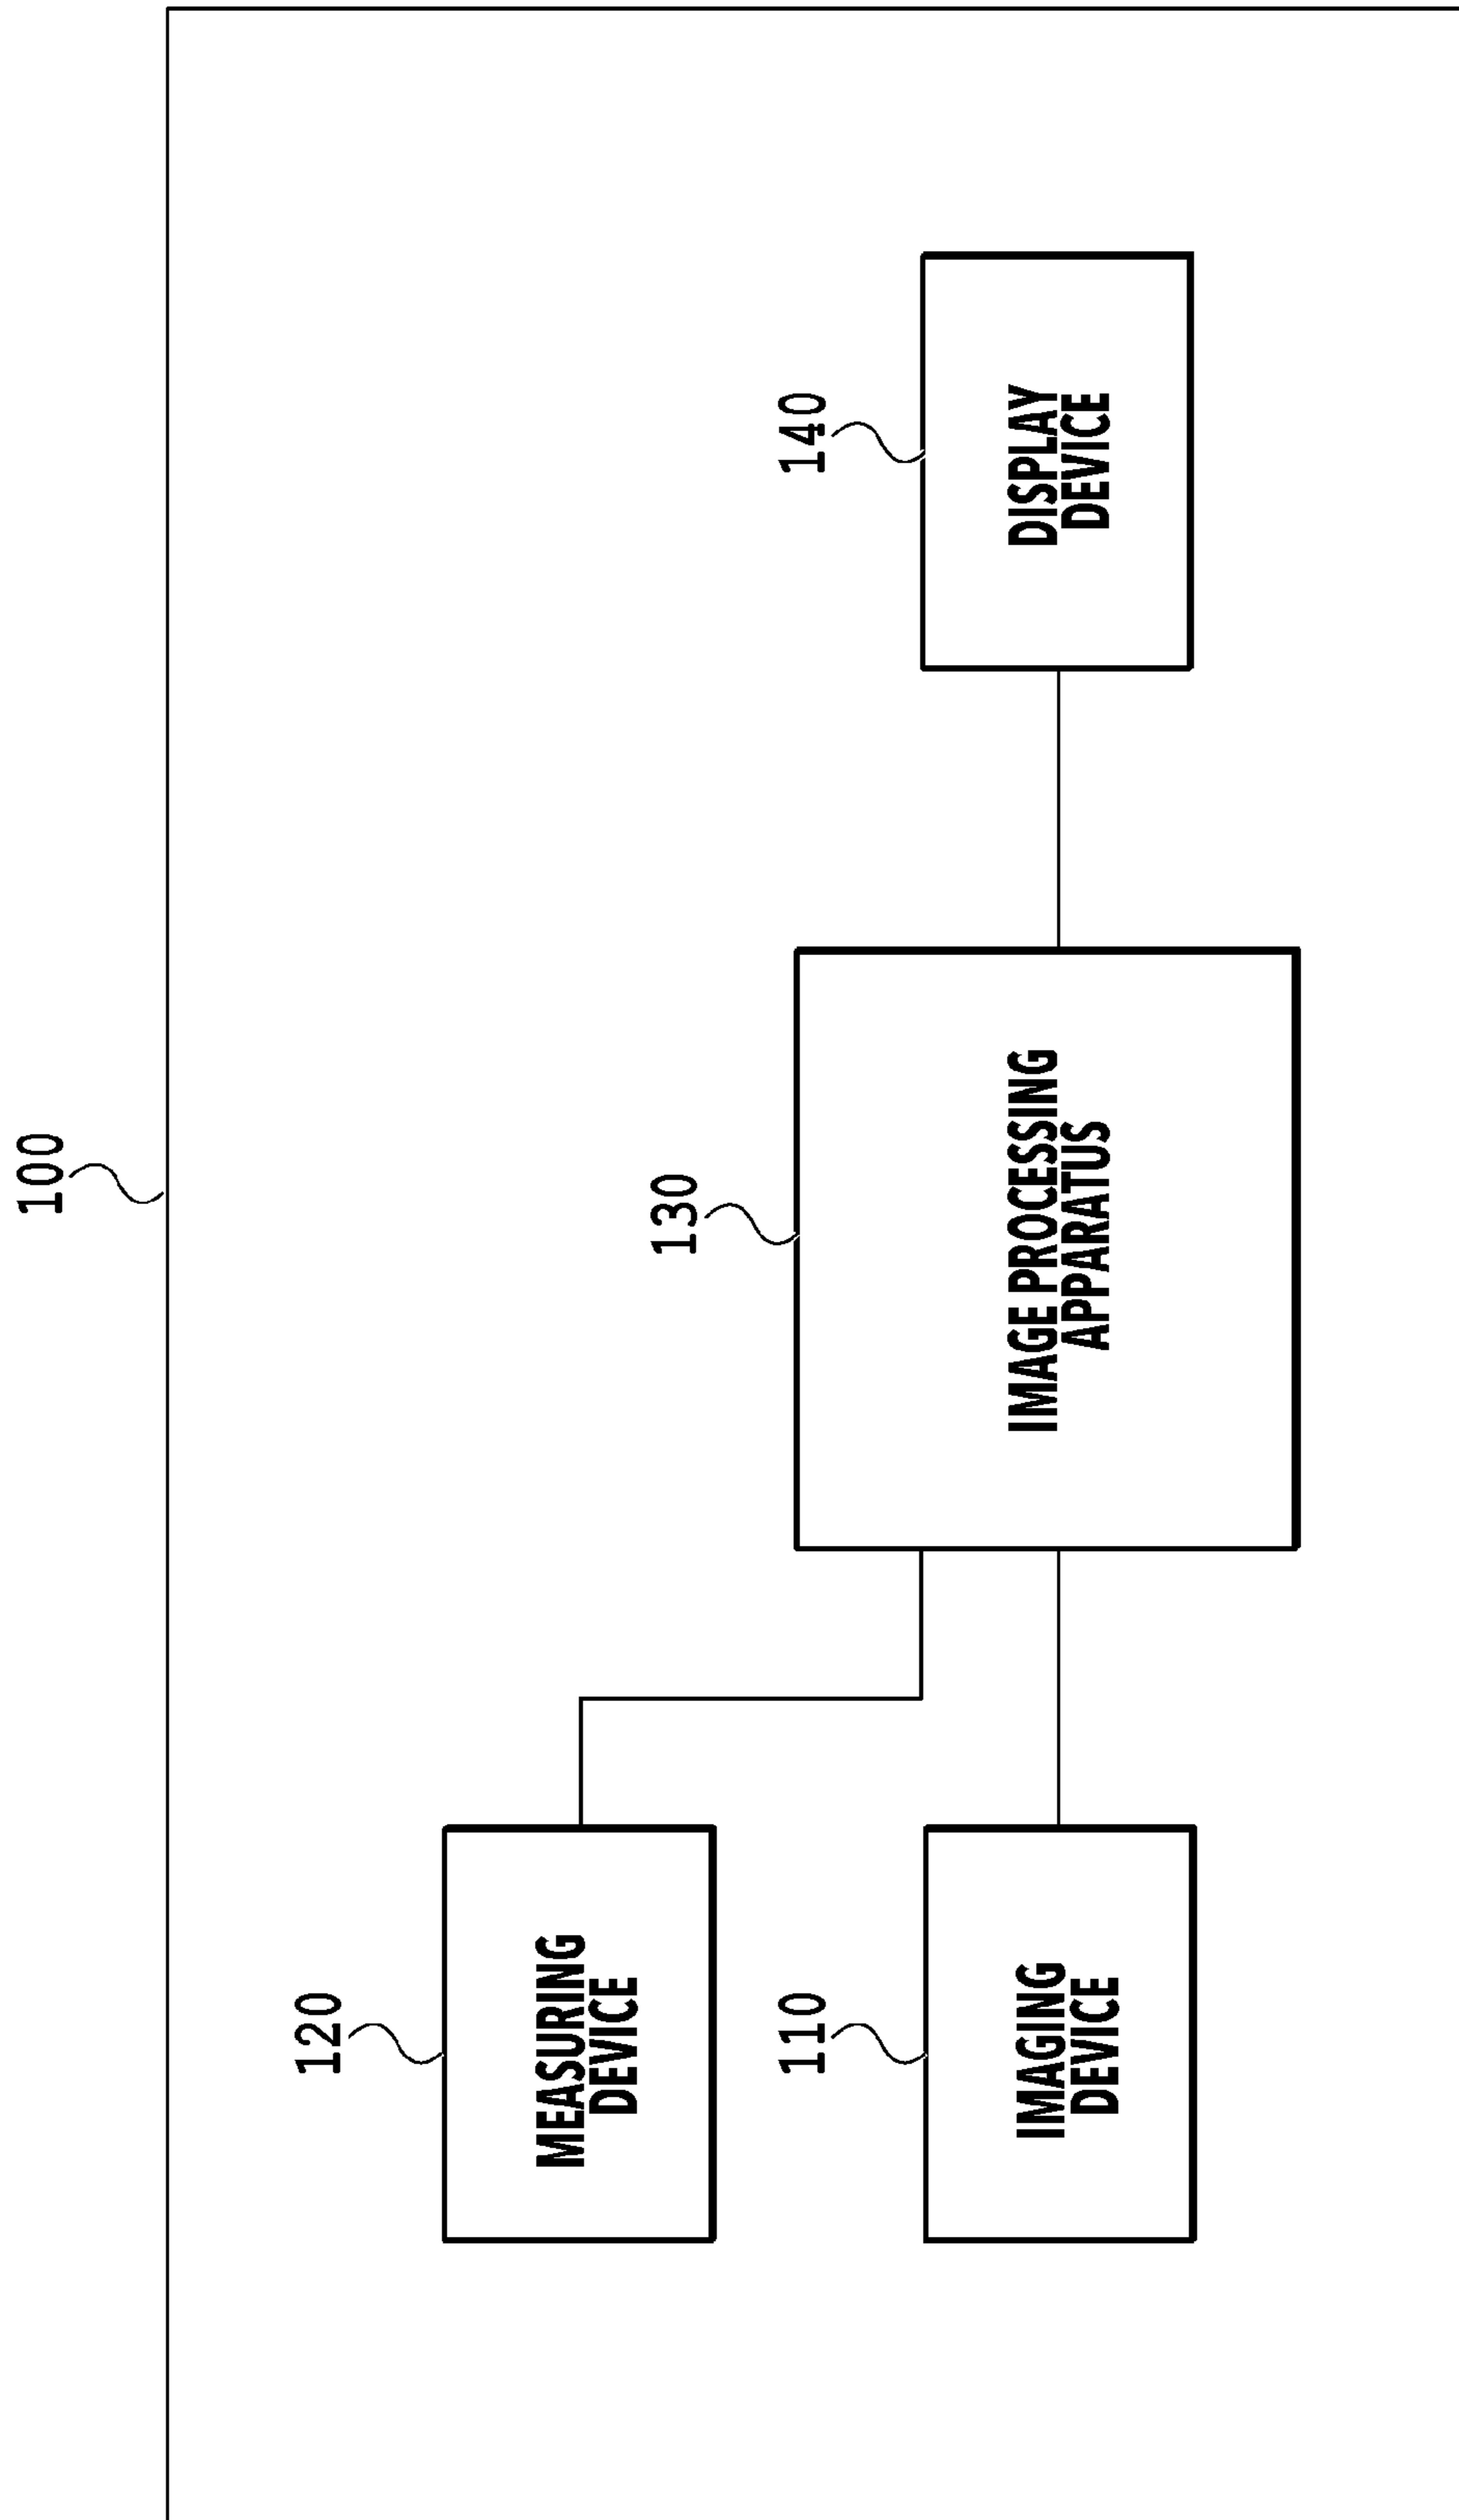 100
120
MEASURING
DEVICE
130
110
IMAGING
DEVICE
IMAGE PROCESSING
APPARATUS
140
DISPLAY
DEVICE